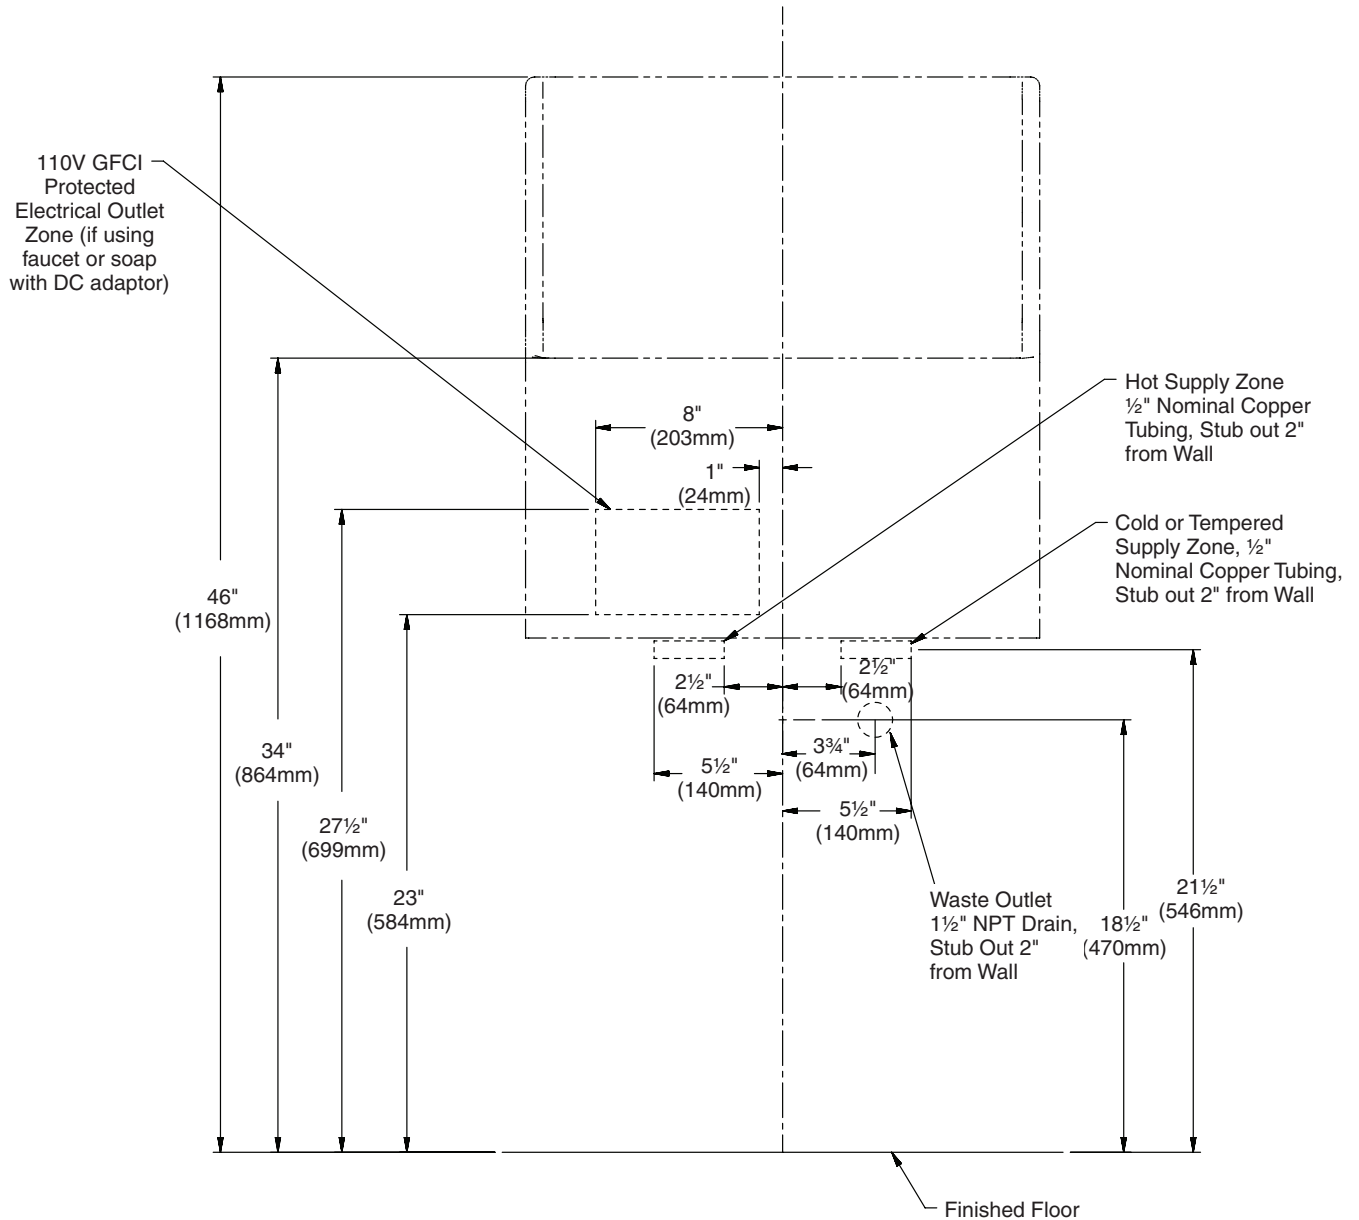 110V GFCI
Protected
Electrical Outlet
Zone (if using
faucet or soap
with DC adaptor)
Hot Supply Zone
½" Nominal Copper
Tubing, Stub out 2"
from Wall
8"
(203mm)
1"
(24mm)
Cold or Tempered
Supply Zone, ½"
Nominal Copper Tubing,
Stub out 2" from Wall
46"
(1168mm)
2½"
(64mm)
2½"
(64mm)
34"
(864mm)
5½"
(140mm)
3¾"
(64mm)
5½"
(140mm)
27½"
(699mm)
23"
(584mm)
Waste Outlet
1½" NPT Drain,
Stub Out 2"
from Wall
18½"
(470mm)
21½"
(546mm)
Finished Floor